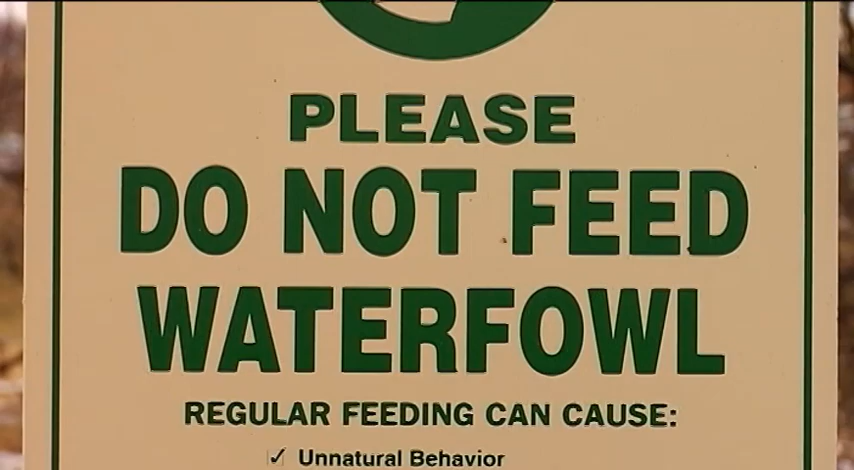 PLEASE
DO NOT FEED
WATERFOWL
REGULAR FEEDING CAN CAUSE:
✓ Unnatural Behavior